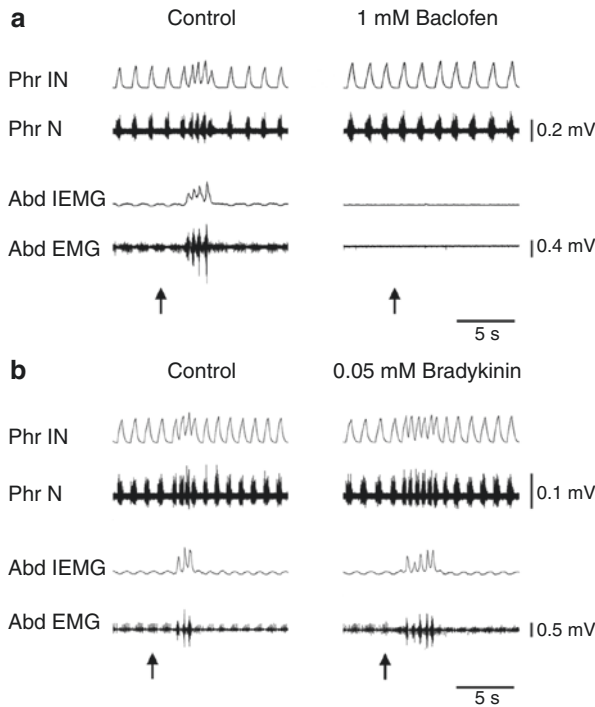 a
Control
1 mM Baclofen
Phr IN
Phr N
0.2 mV
Abd IEMG
Abd EMG
0.4 mV
5 s
b
Control
0.05 mM Bradykinin
Phr IN
Phr N
0.1 mV
Abd IEMG
Abd EMG
0.5 mV
5 s